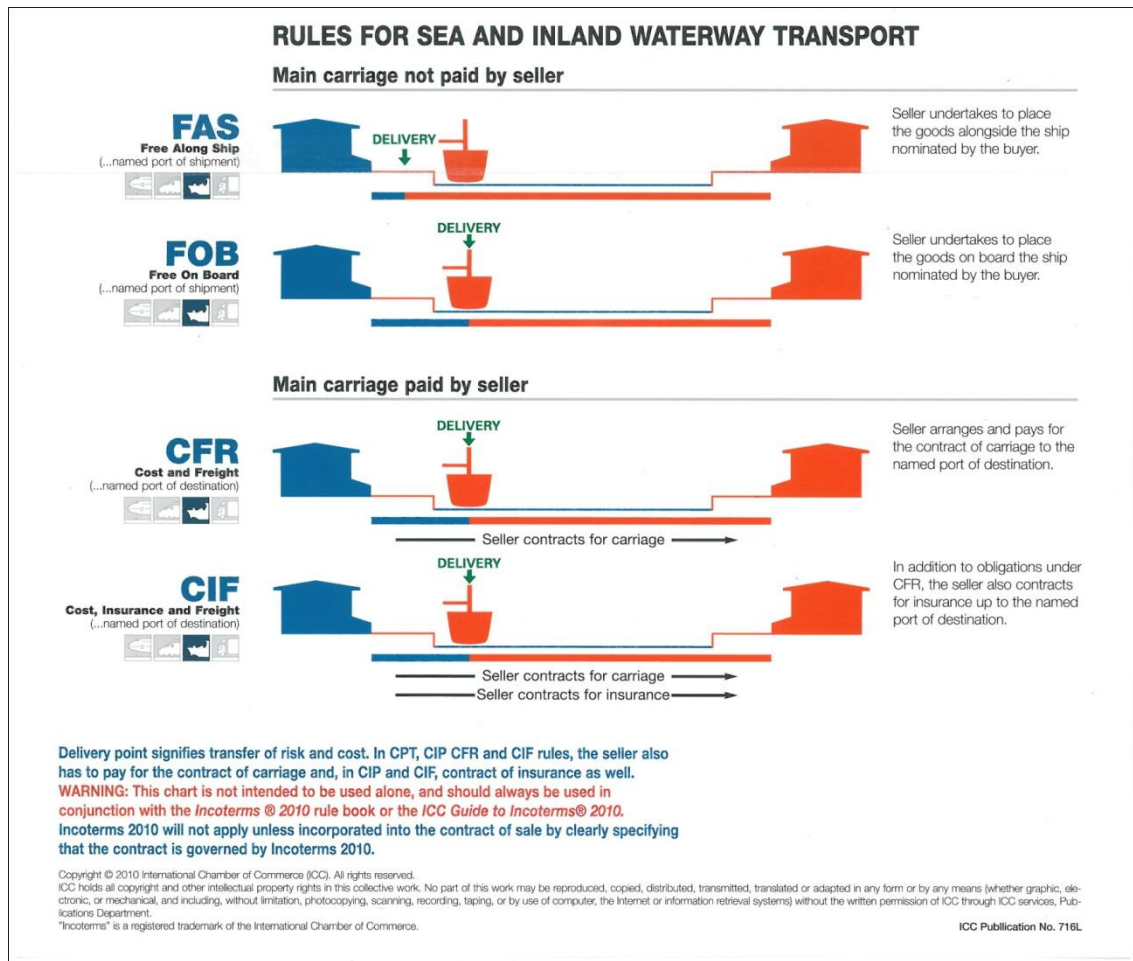 RULES FOR SEA AND INLAND WATERWAY TRANSPORT
Main carriage not paid by seller
FAS
Free Along Ship
(...named port of shipment)
DELIVERY
Seller undertakes to place
the goods alongside the ship
nominated by the buyer.
FOB
Free On Board
(...named port of shipment)
DELIVERY
Seller undertakes to place
the goods on board the ship
nominated by the buyer.
Main carriage paid by seller
CFR
Cost and Freight
(...named port of destination)
DELIVERY
Seller contracts for carriage
Seller arranges and pays for
the contract of carriage to the
named port of destination.
CIF
Cost, Insurance and Freight
(...named port of destination)
DELIVERY
Seller contracts for carriage
Seller contracts for insurance
In addition to obligations under
CFR, the seller also contracts
for insurance up to the named
port of destination.
Delivery point signifies transfer of risk and cost. In CPT, CIP CFR and CIF rules, the seller also
has to pay for the contract of carriage and, in CIP and CIF, contract of insurance as well.
WARNING: This chart is not intended to be used alone, and should always be used in
conjunction with the Incoterms ® 2010 rule book or the ICC Guide to Incoterms® 2010.
Incoterms 2010 will not apply unless incorporated into the contract of sale by clearly specifying
that the contract is governed by Incoterms 2010.
Copyright © 2010 International Chamber of Commerce (ICC). All rights reserved.
ICC holds all copyright and other intellectual property rights in this collective work. No part of this work may be reproduced, copied, distributed, transmitted, translated or adapted in any form or by any means (whether graphic, ele-
ctronic, or mechanical, and including, without limitation, photocopying, scanning, recording, taping, or by use of computer, the Internet or information retrieval systems) without the written permission of ICC through ICC services, Pub-
lications Department.
"Incoterms" is a registered trademark of the International Chamber of Commerce.
ICC Publlication No. 716L